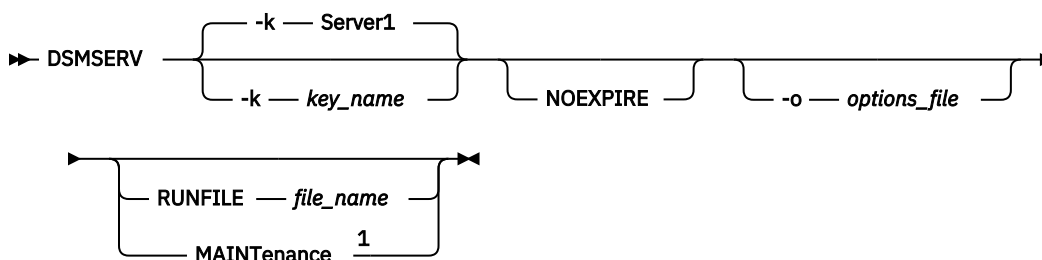 -k Server1
DSMSERV
-k key_name NOEXPIRE -o options_file
RUNFILE file_name
MAINTenance 1